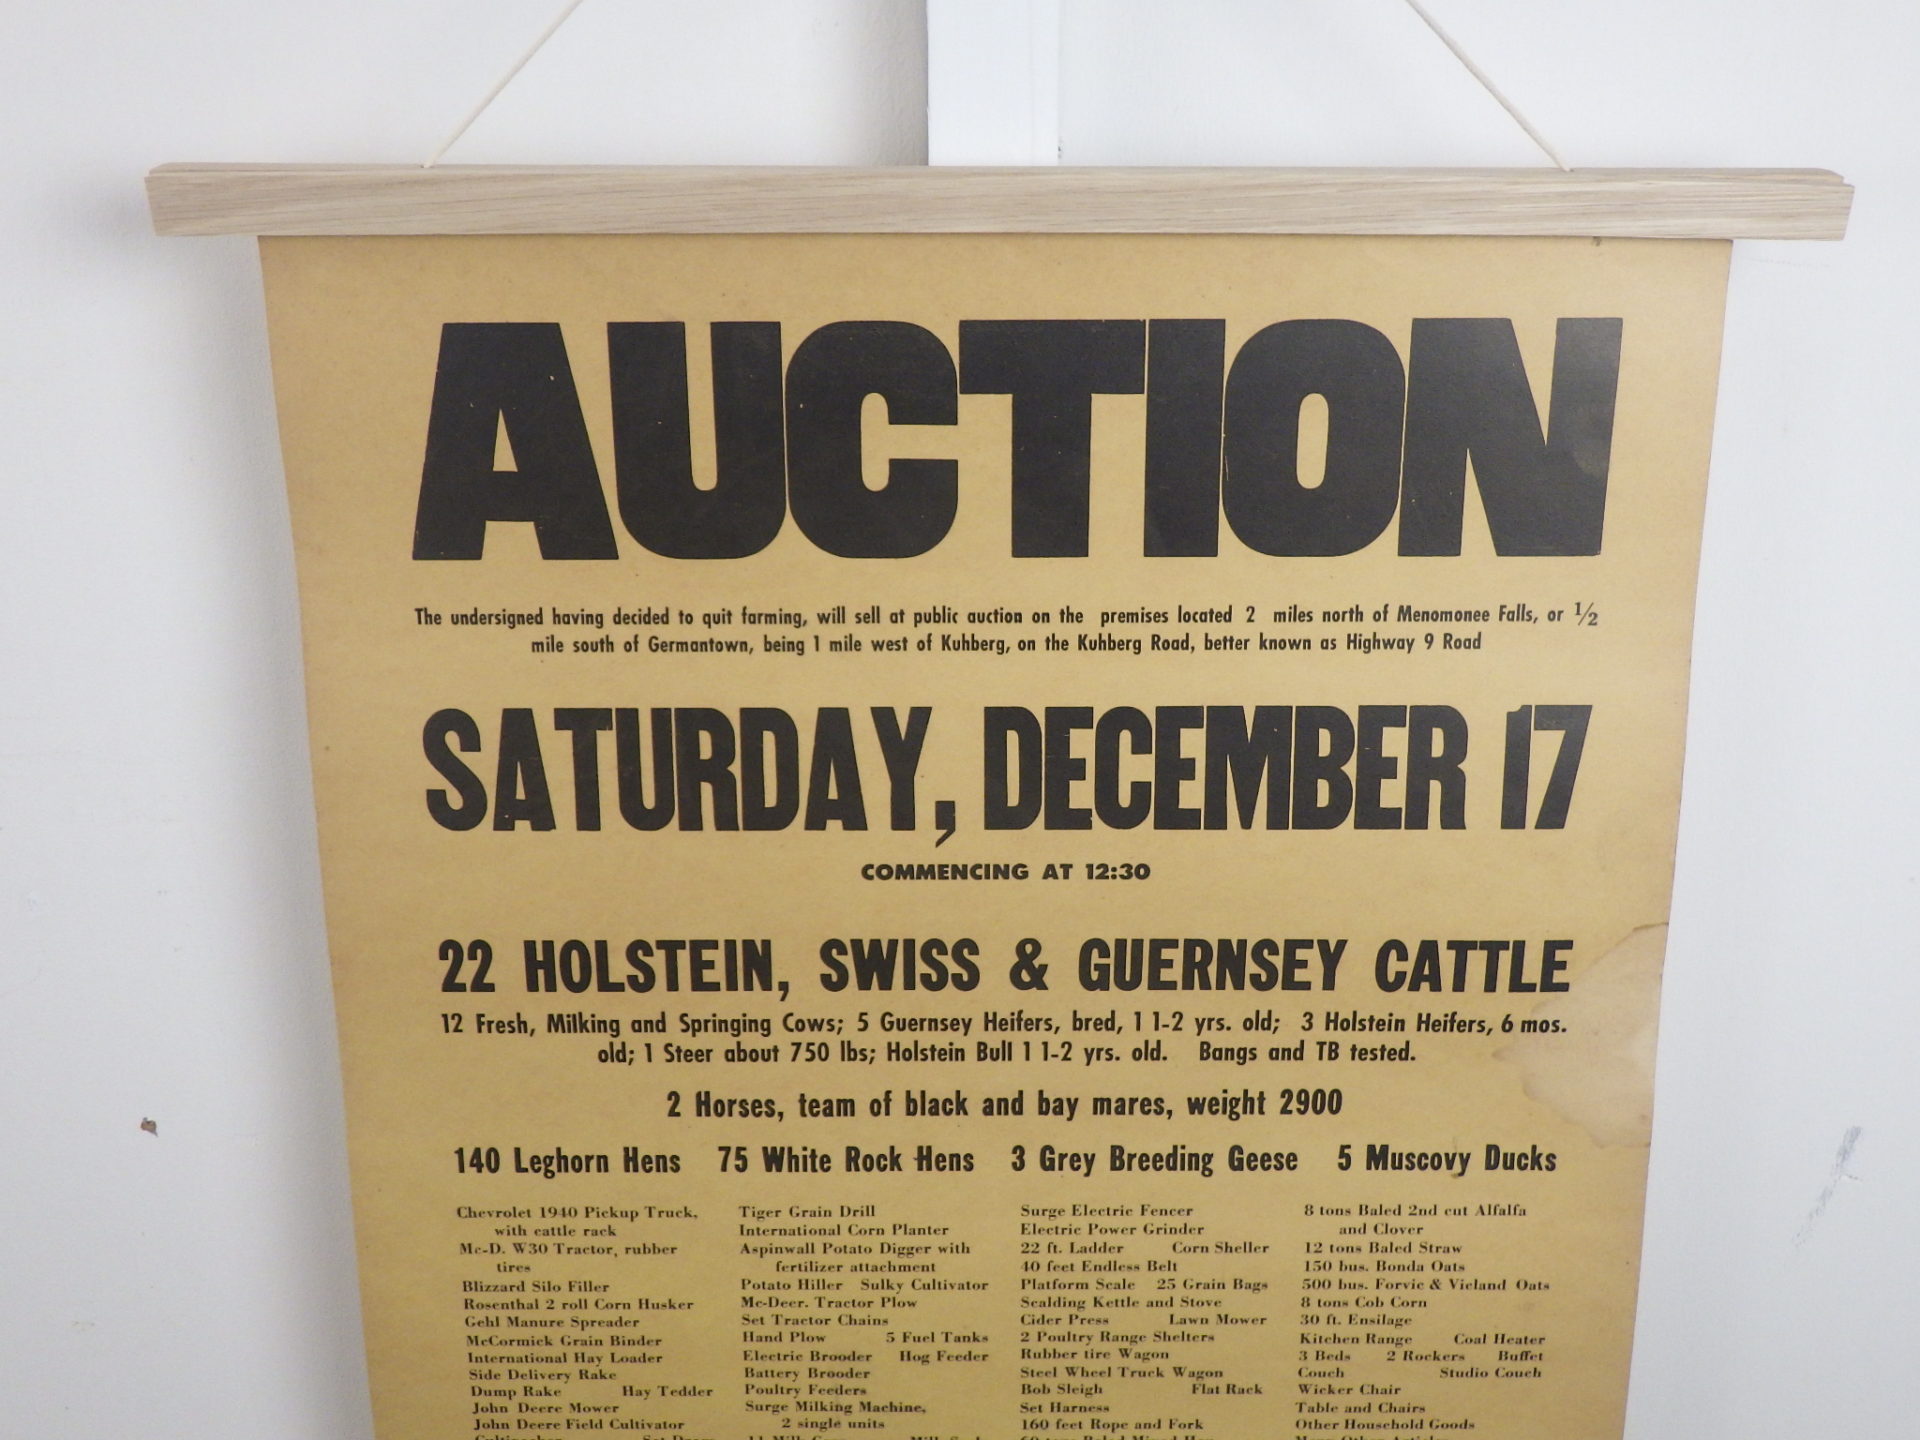 AUCTION
The undersigned having decided to quit farming, will sell at public auction on the premises located 2 miles north of Menomonee Falls, or 1/2
mile south of Germantown, being 1 mile west of Kuhberg, on the Kuhberg Road, better known as Highway 9 Road
SATURDAY, DECEMBER 17
COMMENCING AT 12:30
22 HOLSTEIN, SWISS & GUERNSEY CATTLE
12 Fresh, Milking and Springing Cows; 5 Guernsey Heifers, bred, 1 1-2 yrs. old; 3 Holstein Heifers, 6 mos.
old; 1 Steer about 750 lbs; Holstein Bull 1 1-2 yrs. old. Bangs and TB tested.
2 Horses, team of black and bay mares, weight 2900
140 Leghorn Hens 75 White Rock Hens 3 Grey Breeding Geese 5 Muscovy Ducks
Chevrolet 1940 Pickup Truck,
with cattle rack
Mc-D. W30 Tractor, rubber
tires
Blizzard Silo Filler
Rosenthal 2 roll Corn Husker
Gehl Manure Spreader
McCormick Grain Binder
International Hay Loader
Side Delivery Rake
Dump Rake Hay Tedder
John Deere Mower
John Deere Field Cultivator
Tiger Grain Drill
International Corn Planter
Aspinwall Potato Digger with
fertilizer attachment
Potato Hiller Sulky Cultivator
Mc-Deer. Tractor Plow
Set Tractor Chains
Hand Plow 5 Fuel Tanks
Electric Brooder Hog Feeder
Battery Brooder
Poultry Feeders
Surge Milking Machine,
2 single units
Surge Electric Fencer
Electric Power Grinder
22 ft. Ladder Corn Sheller
40 feet Endless Belt
Platform Scale 25 Grain Bags
Scalding Kettle and Stove
Cider Press Lawn Mower
2 Poultry Range Shelters
Rubber tire Wagon
Steel Wheel Truck Wagon
Bob Sleigh Flat Rack
Set Harness
160 feet Rope and Fork
8 tons Baled 2nd cut Alfalfa
and Clover
12 tons Baled Straw
150 bus. Bonda Oats
500 bus. Forvic & Vicland Oats
8 tons Cob Corn
30 ft. Ensilage
Kitchen Range Coal Heater
3 Beds 2 Rockers Buffet
Couch Studio Couch
Wicker Chair
Table and Chairs
Other Household Goods